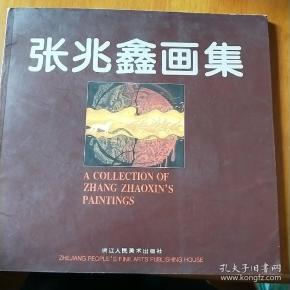 张兆鑫画集
A COLLECTION OF
ZHANG ZHAOXIN'S
PAINTINGS
浙江人民美术出版社
ZHEJIANG PEOPLE'S FINE ARTS PUBLISHING HOUSE
孔夫子旧书网